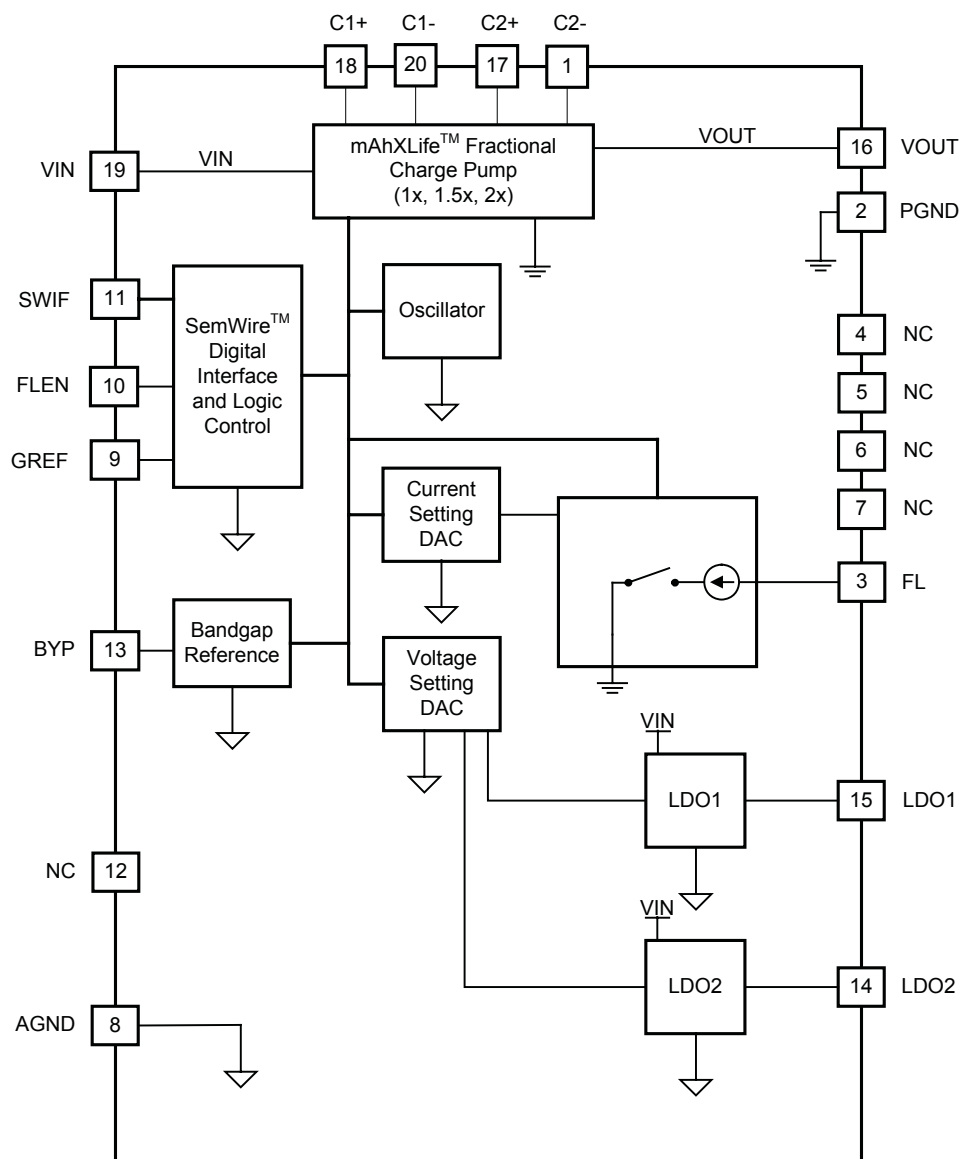 C1+ C1- C2+ C2-
18 20 17 1
mAhXLife™ Fractional
Charge Pump
(1x, 1.5x, 2x)
VIN 19 VIN
VOUT 16 VOUT
2 PGND
SWIF 11
FLEN 10
GREF 9
SemWire™
Digital
Interface
and Logic
Control
Oscillator
4 NC
5 NC
6 NC
7 NC
Current
Setting
DAC
3 FL
BYP 13
Bandgap
Reference
Voltage
Setting
DAC
VIN
LDO1
15 LDO1
NC 12
VIN
LDO2
14 LDO2
AGND 8